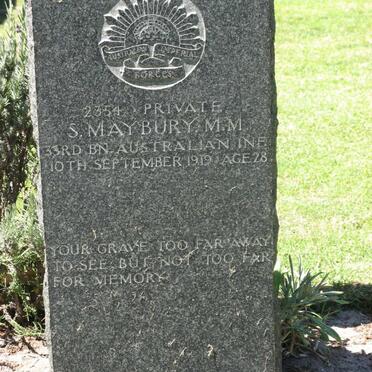 AUSTRALIAN IMPERIAL
FORCES
2354 PRIVATE
S. MAYBURY, M.M.
33RD BN. AUSTRALIAN INF.
10TH SEPTEMBER 1919 AGE 28
YOUR GRAVE TOO FAR AWAY
TO SEE, BUT NOT TOO FAR
FOR MEMORY